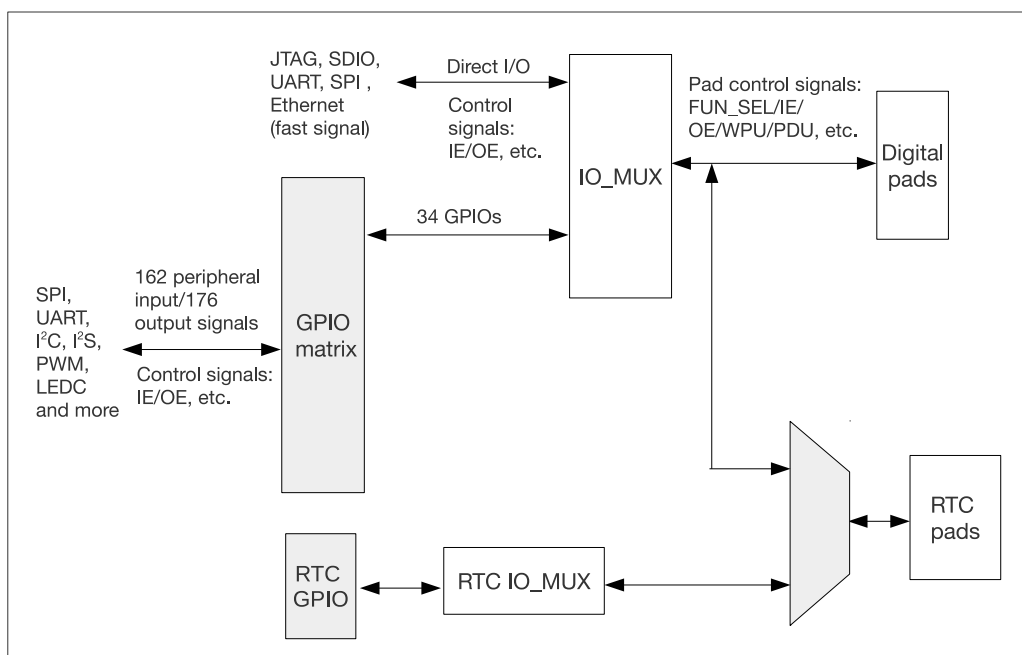 JTAG, SDIO,
UART, SPI ,
Ethernet
(fast signal)
Direct I/O
Control
signals:
IE/OE, etc.
IO_MUX
Pad control signals:
FUN_SEL/IE/
OE/WPU/PDU, etc.
Digital
pads
34 GPIOs
SPI,
UART,
I²C, I²S,
PWM,
LEDC
and more
162 peripheral
input/176
output signals
Control signals:
IE/OE, etc.
GPIO
matrix
RTC
GPIO
RTC IO_MUX
RTC
pads